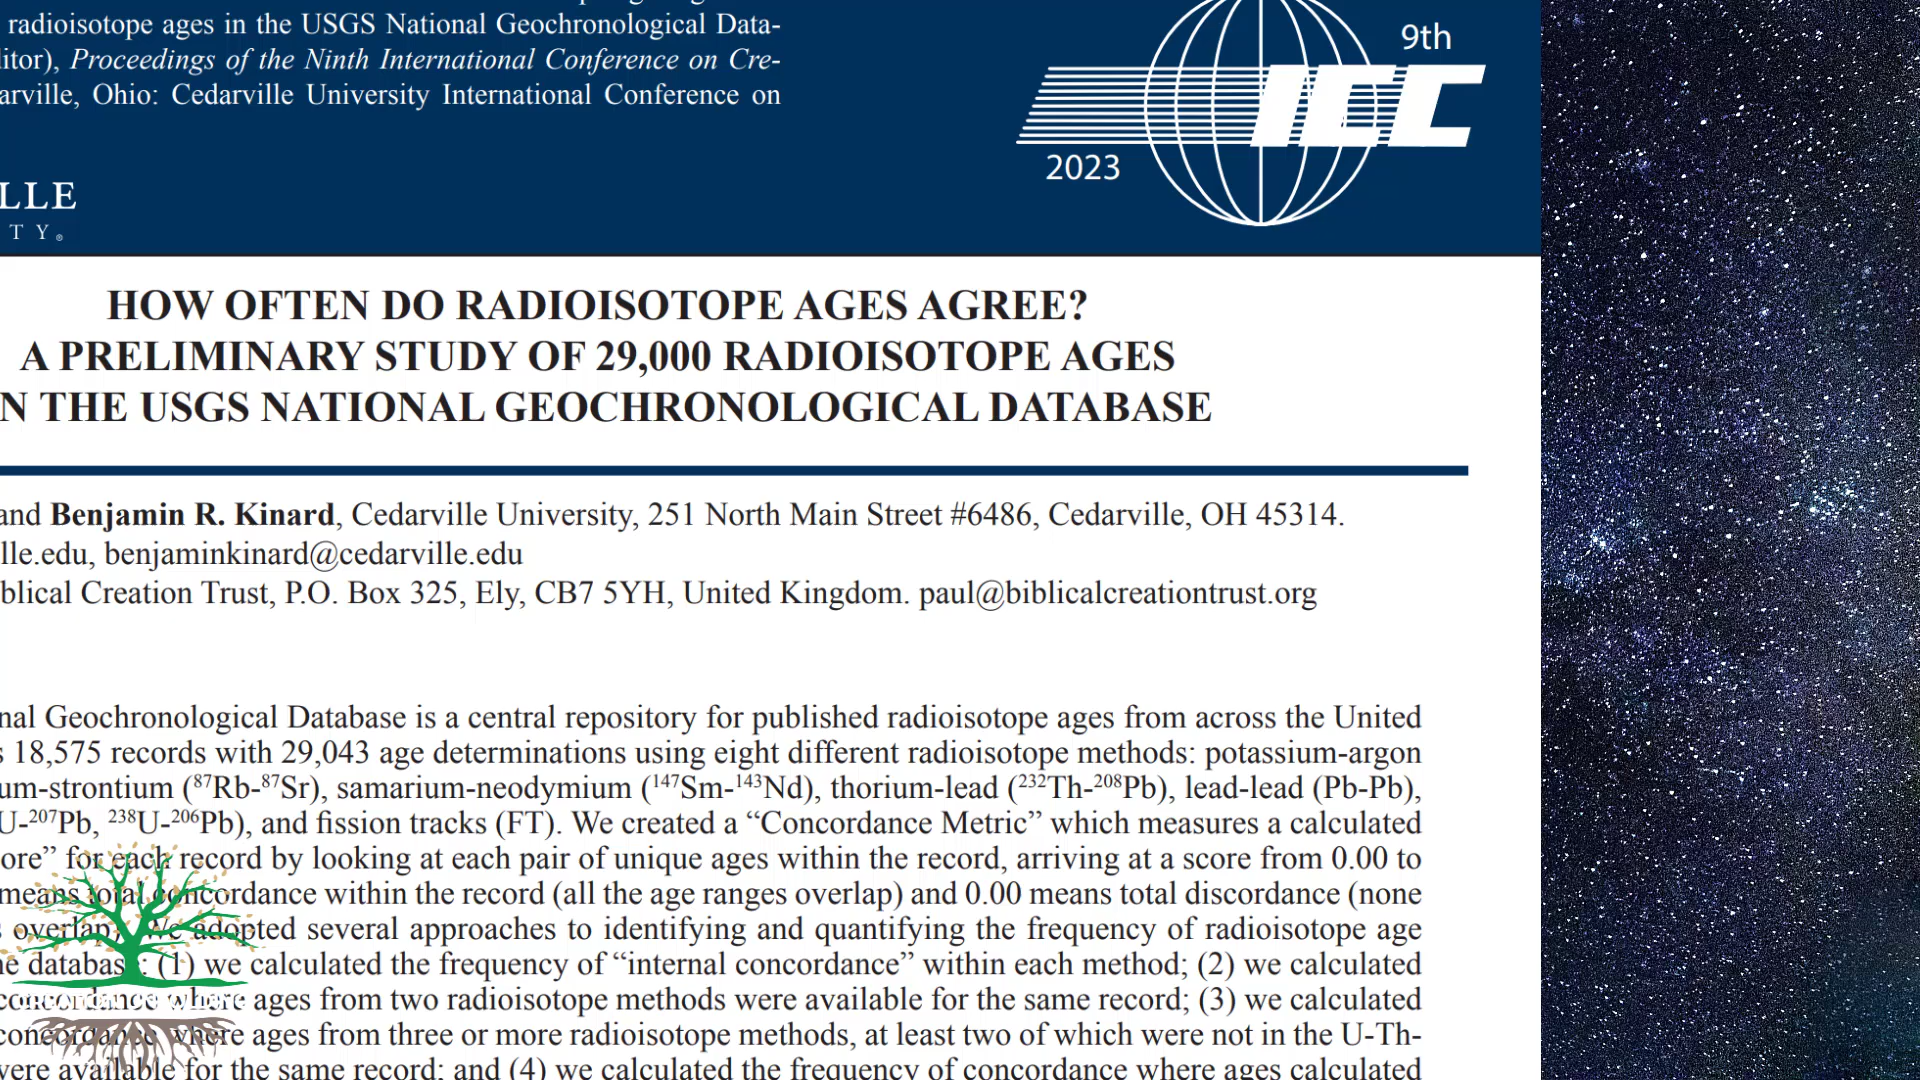 radioisotope ages in the USGS National Geochronological Data-
itor), Proceedings of the Ninth International Conference on Cre-
arville, Ohio: Cedarville University International Conference on
9th
ICC
2023
LLE
T Y ®
HOW OFTEN DO RADIOISOTOPE AGES AGREE?
A PRELIMINARY STUDY OF 29,000 RADIOISOTOPE AGES
N THE USGS NATIONAL GEOCHRONOLOGICAL DATABASE
and Benjamin R. Kinard, Cedarville University, 251 North Main Street #6486, Cedarville, OH 45314.
lle.edu, benjaminkinard@cedarville.edu
blical Creation Trust, P.O. Box 325, Ely, CB7 5YH, United Kingdom. paul@biblicalcreationtrust.org
nal Geochronological Database is a central repository for published radioisotope ages from across the United
s 18,575 records with 29,043 age determinations using eight different radioisotope methods: potassium-argon
um-strontium (⁸⁷Rb-⁸⁷Sr), samarium-neodymium (¹⁴⁷Sm-¹⁴³Nd), thorium-lead (²³²Th-²⁰⁸Pb), lead-lead (Pb-Pb),
U-²⁰⁷Pb, ²³⁸U-²⁰⁶Pb), and fission tracks (FT). We created a “Concordance Metric” which measures a calculated
ore” for each record by looking at each pair of unique ages within the record, arriving at a score from 0.00 to
means total concordance within the record (all the age ranges overlap) and 0.00 means total discordance (none
s overlap). We adopted several approaches to identifying and quantifying the frequency of radioisotope age
he database: (1) we calculated the frequency of “internal concordance” within each method; (2) we calculated
concordance where ages from two radioisotope methods were available for the same record; (3) we calculated
concordance where ages from three or more radioisotope methods, at least two of which were not in the U-Th-
were available for the same record; and (4) we calculated the frequency of concordance where ages calculated